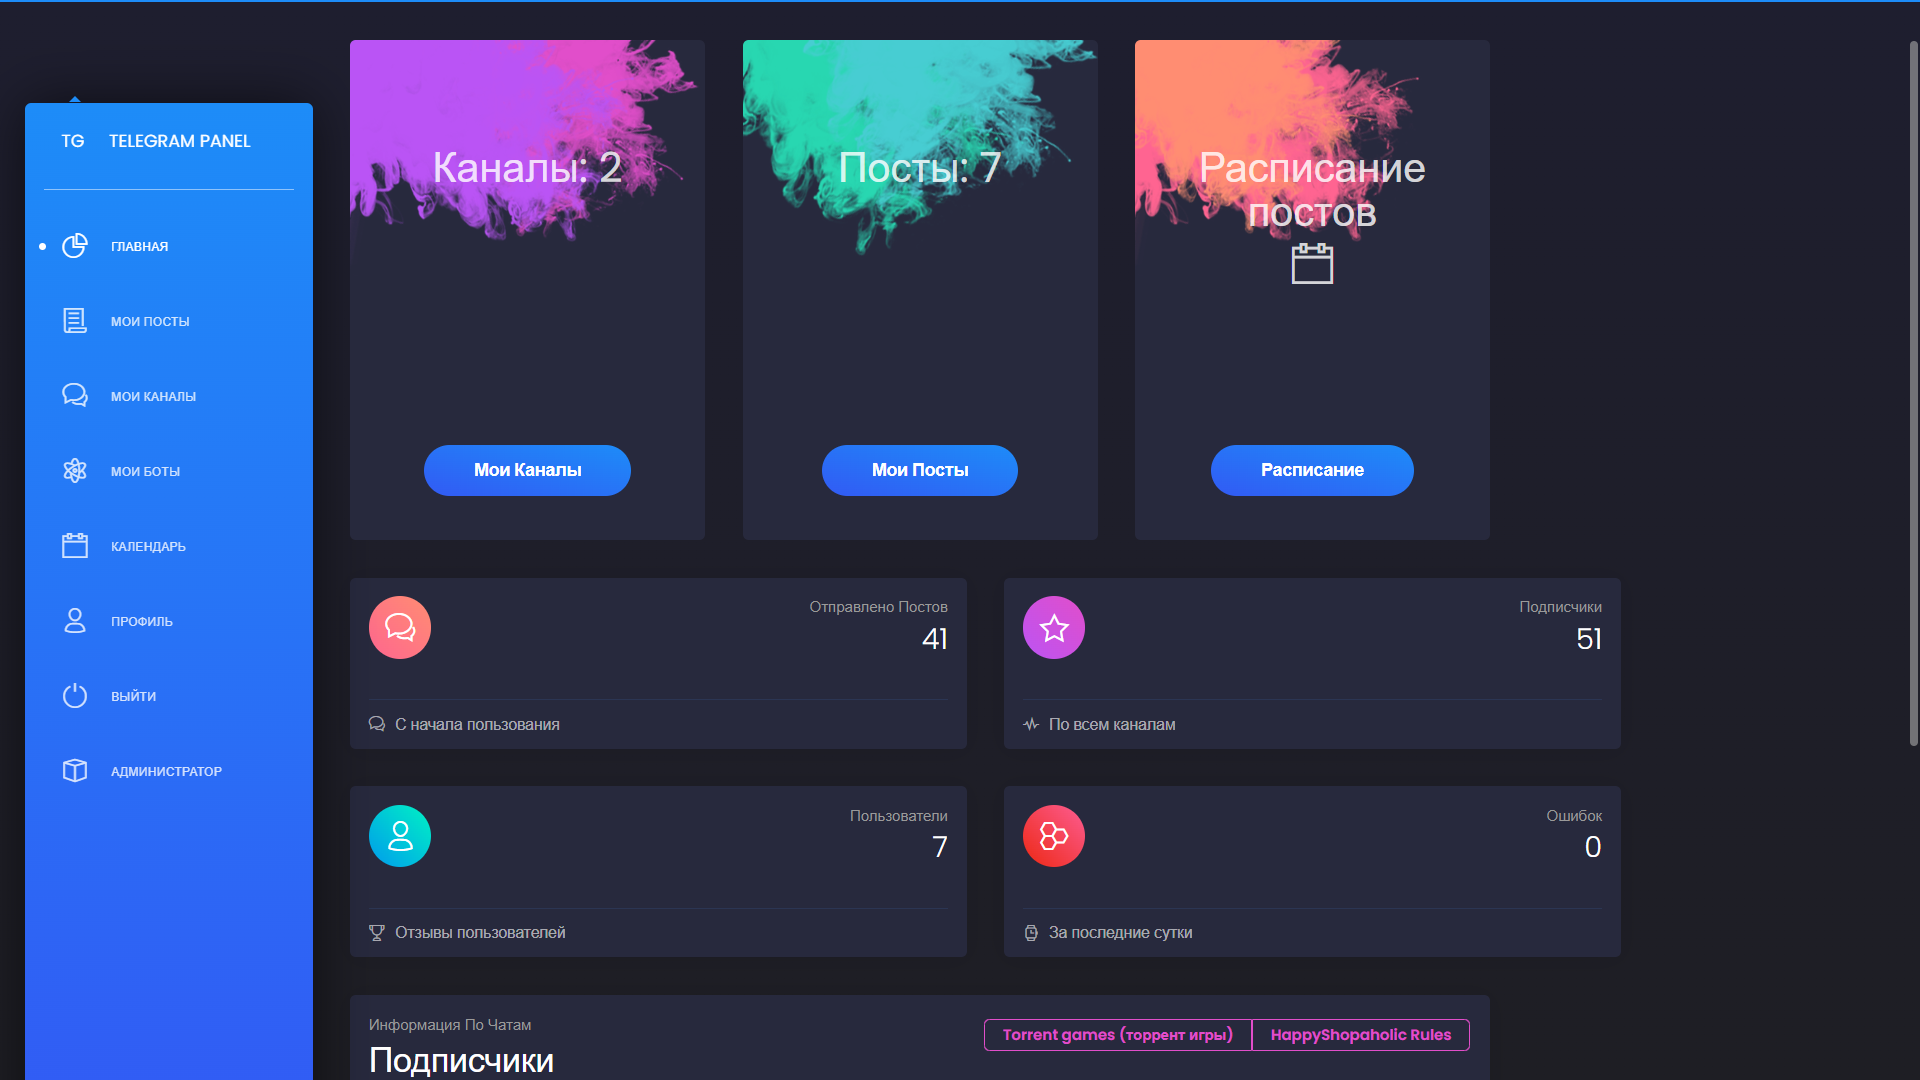 TG TELEGRAM PANEL
ГЛАВНАЯ
МОИ ПОСТЫ
МОИ КАНАЛЫ
МОИ БОТЫ
КАЛЕНДАРЬ
ПРОФИЛЬ
ВЫЙТИ
АДМИНИСТРАТОР
Каналы: 2
Мои Каналы
Посты: 7
Мои Посты
Расписание
постов
Расписание
Отправлено Постов
41
С начала пользования
Подписчики
51
По всем каналам
Пользователи
7
Отзывы пользователей
Ошибок
0
За последние сутки
Информация По Чатам
Подписчики
Torrent games (торрент игры)
HappyShopaholic Rules